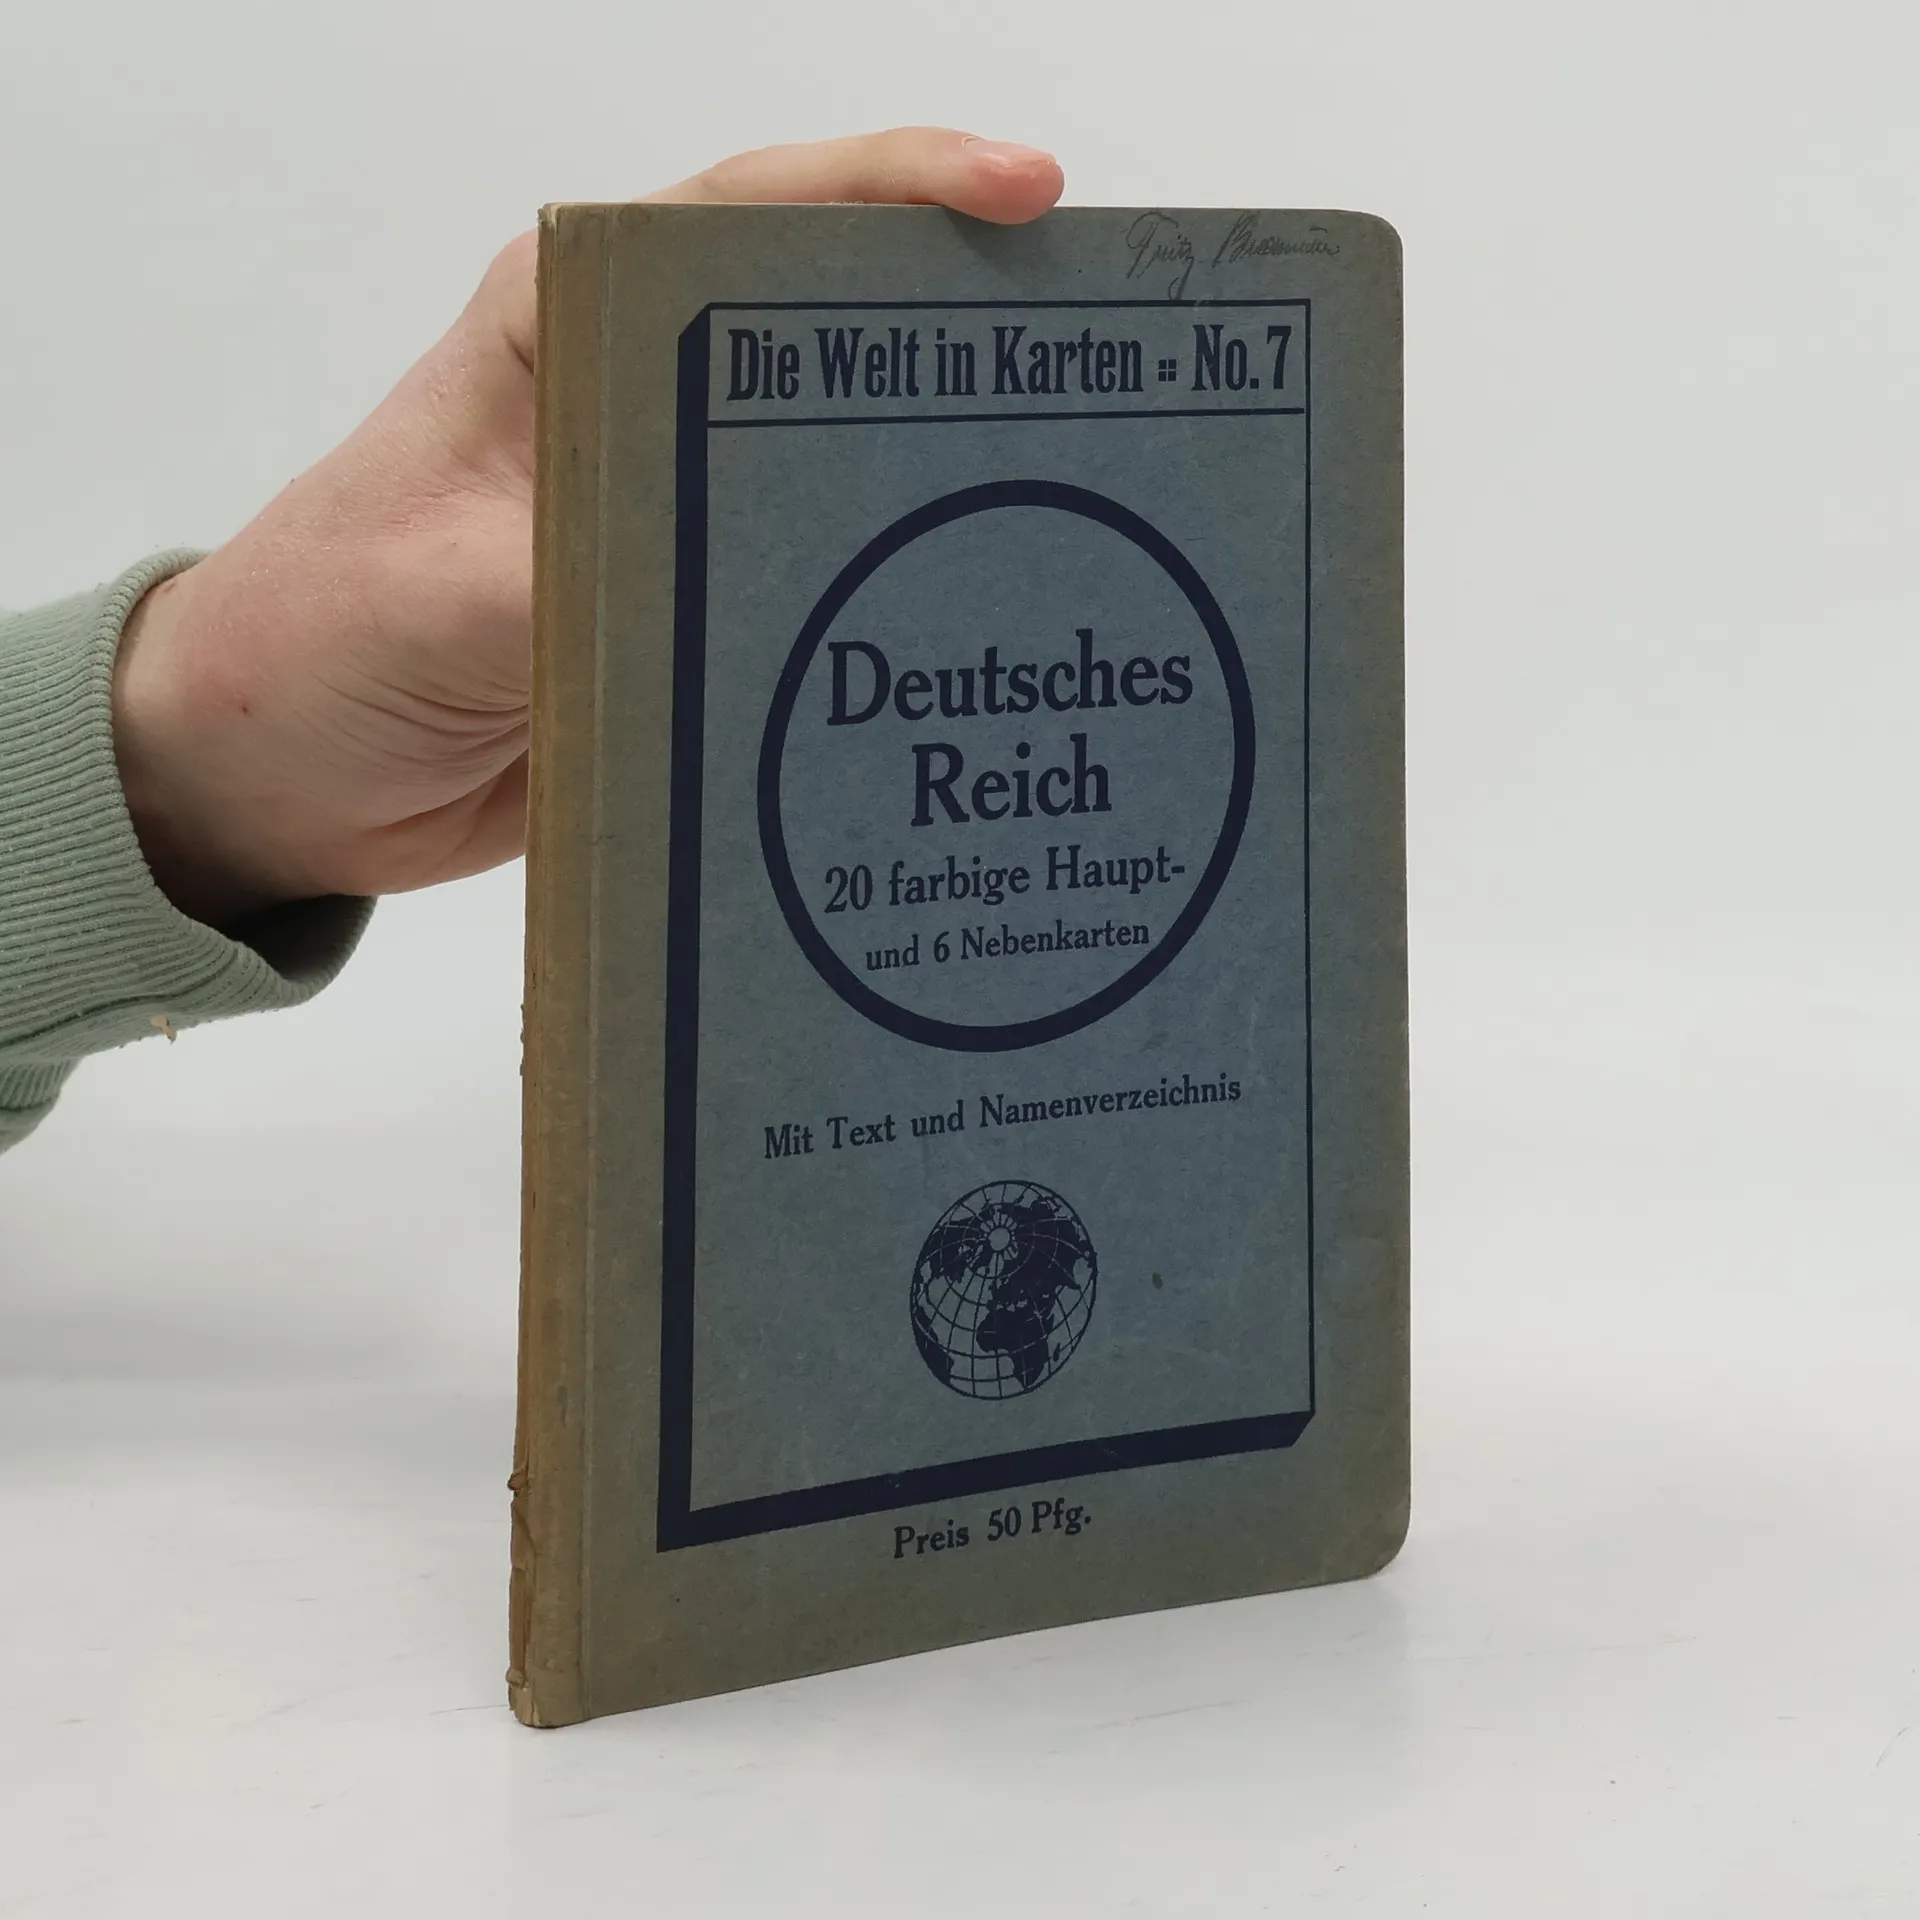 Fritz
Die Welt in Karten No. 7
Deutsches
Reich
20 farbige Haupt-
und 6 Nebenkarten
Mit Text und Namenverzeichnis
Preis 50 Pfg.